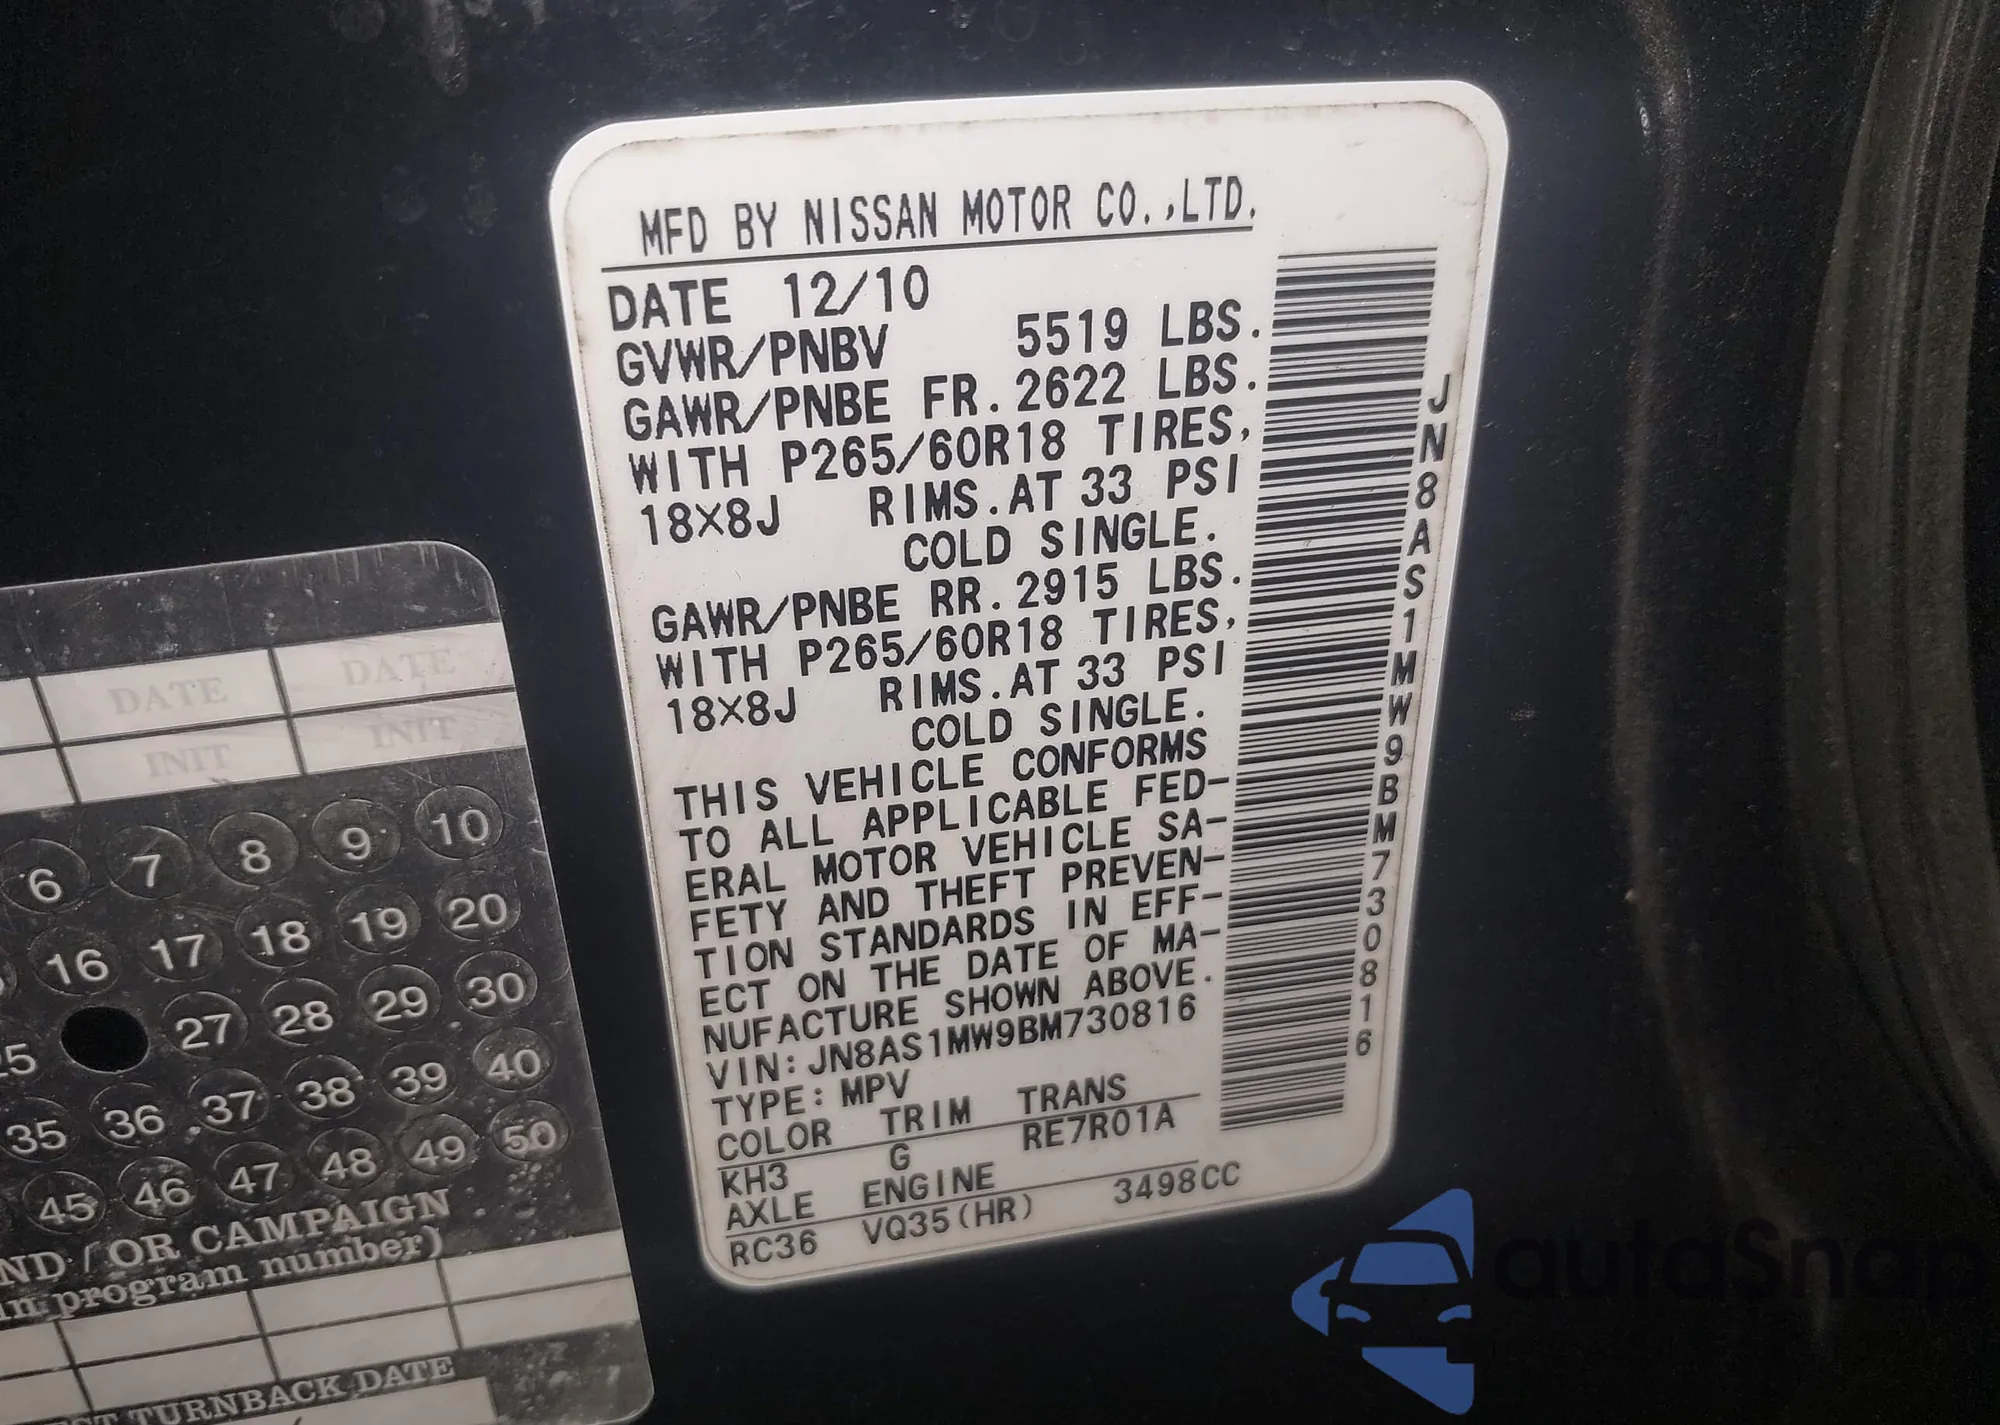 MFD BY NISSAN MOTOR CO.,LTD.
DATE 12/10
GVWR/PNBV 5519 LBS.
GAWR/PNBE FR. 2622 LBS.
WITH P265/60R18 TIRES,
18X8J RIMS. AT 33 PSI
COLD SINGLE.
GAWR/PNBE RR. 2915 LBS.
WITH P265/60R18 TIRES,
18X8J RIMS. AT 33 PSI
COLD SINGLE.
THIS VEHICLE CONFORMS
TO ALL APPLICABLE FED-
ERAL MOTOR VEHICLE SA-
FETY AND THEFT PREVEN-
TION STANDARDS IN EFF-
ECT ON THE DATE OF MA-
NUFACTURE SHOWN ABOVE.
VIN: JN8AS1MW9BM730816
TYPE: MPV
COLOR TRIM TRANS
KH3 G RE7R01A
AXLE ENGINE
RC36 VQ35(HR) 3498CC
JN8AS1MW9BM730816
DATE DATE
INIT INIT
6 7 8 9 10
16 17 18 19 20
25 27 28 29 30
35 36 37 38 39 40
45 46 47 48 49 50
ND / OR CAMPAIGN
in program number)
TURNBACK DATE
autaSnap